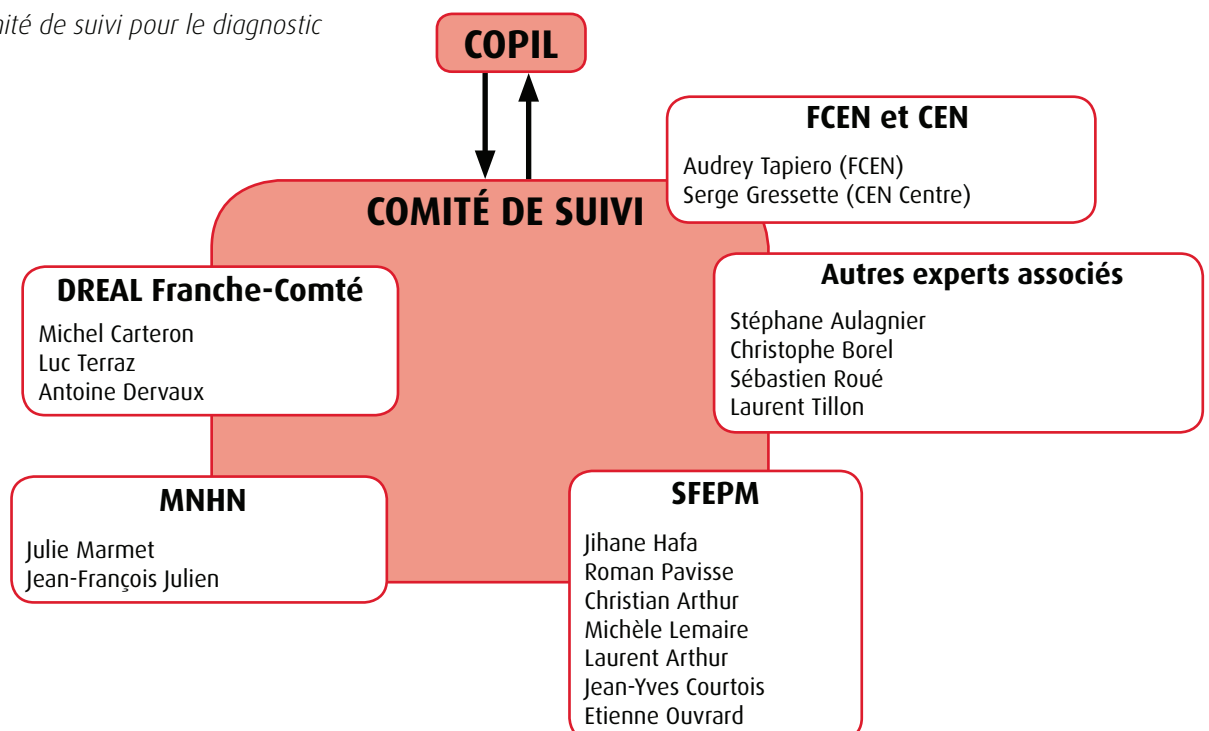 de suivi pour le diagnostic
COPIL
FCEN et CEN
Audrey Tapiero (FCEN)
Serge Gressette (CEN Centre)
COMITÉ DE SUIVI
Autres experts associés
Stéphane Aulagnier
Christophe Borel
Sébastien Roué
Laurent Tillon
DREAL Franche-Comté
Michel Carteron
Luc Terraz
Antoine Dervaux
MNHN
Julie Marmet
Jean-François Julien
SFEPM
Jihane Hafa
Roman Pavisse
Christian Arthur
Michèle Lemaire
Laurent Arthur
Jean-Yves Courtois
Etienne Ouvrard